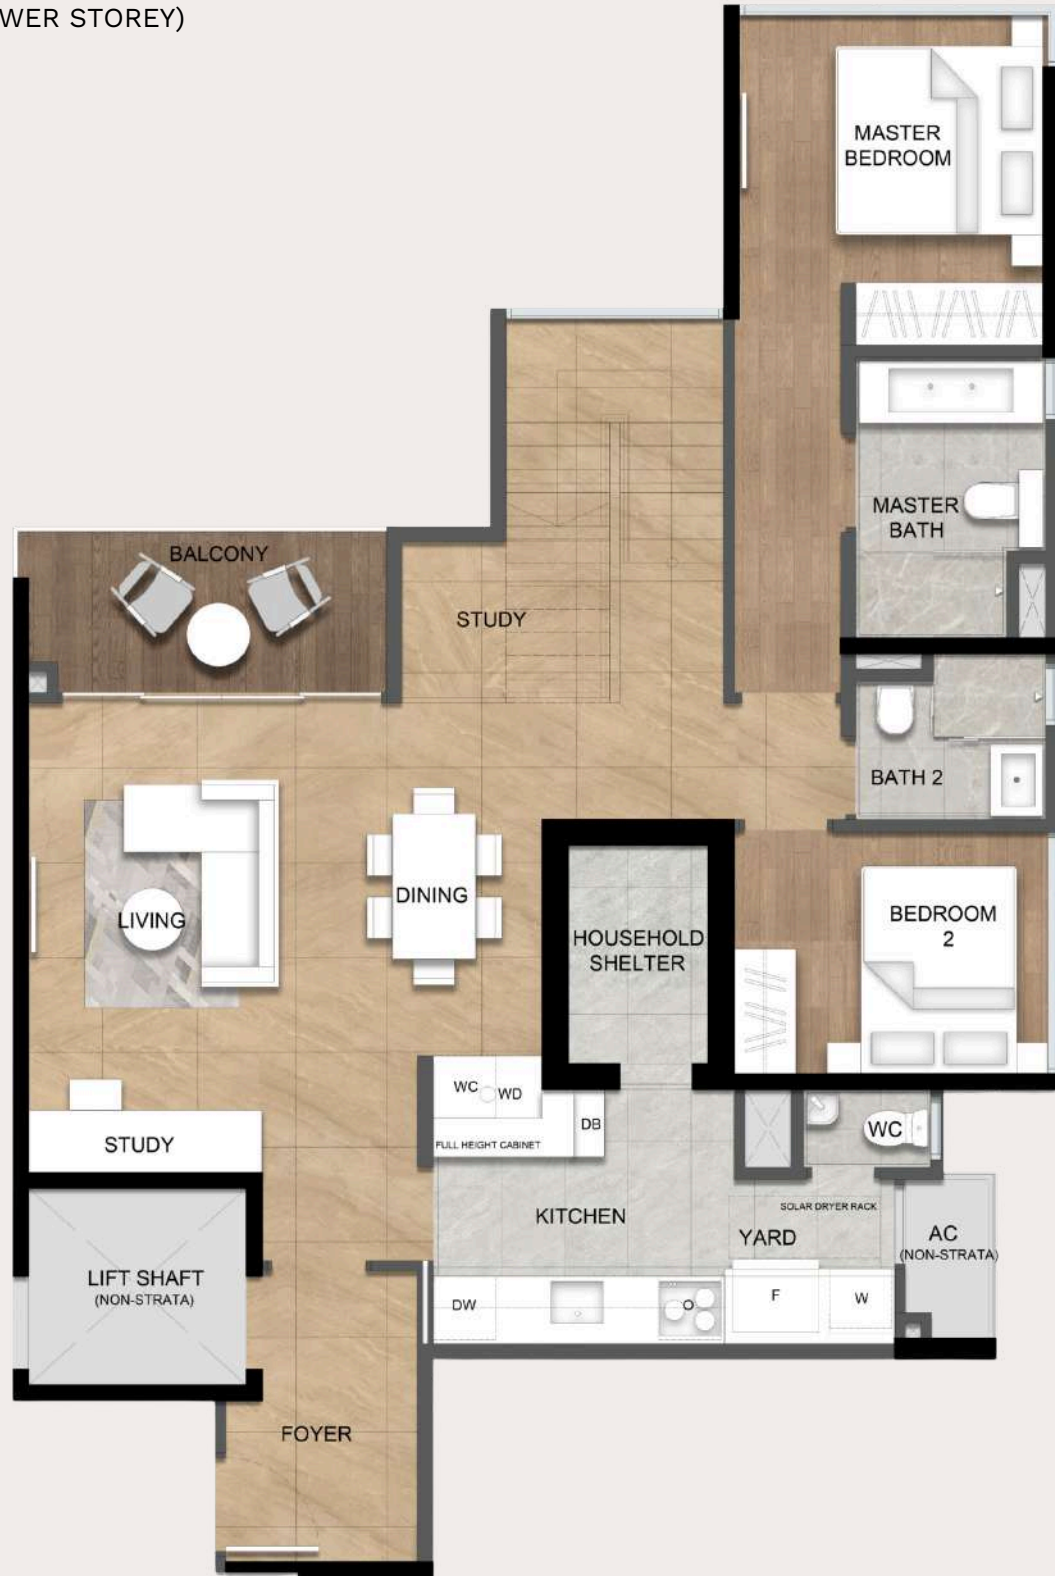 WER STOREY)
MASTER
BEDROOM
MASTER
BATH
BALCONY
STUDY
BATH 2
LIVING
DINING
HOUSEHOLD
SHELTER
BEDROOM
2
WC
WD
DB
FULL HEIGHT CABINET
WC
STUDY
KITCHEN
SOLAR DRYER RACK
YARD
AC
(NON-STRATA)
LIFT SHAFT
(NON-STRATA)
DW
F
W
FOYER